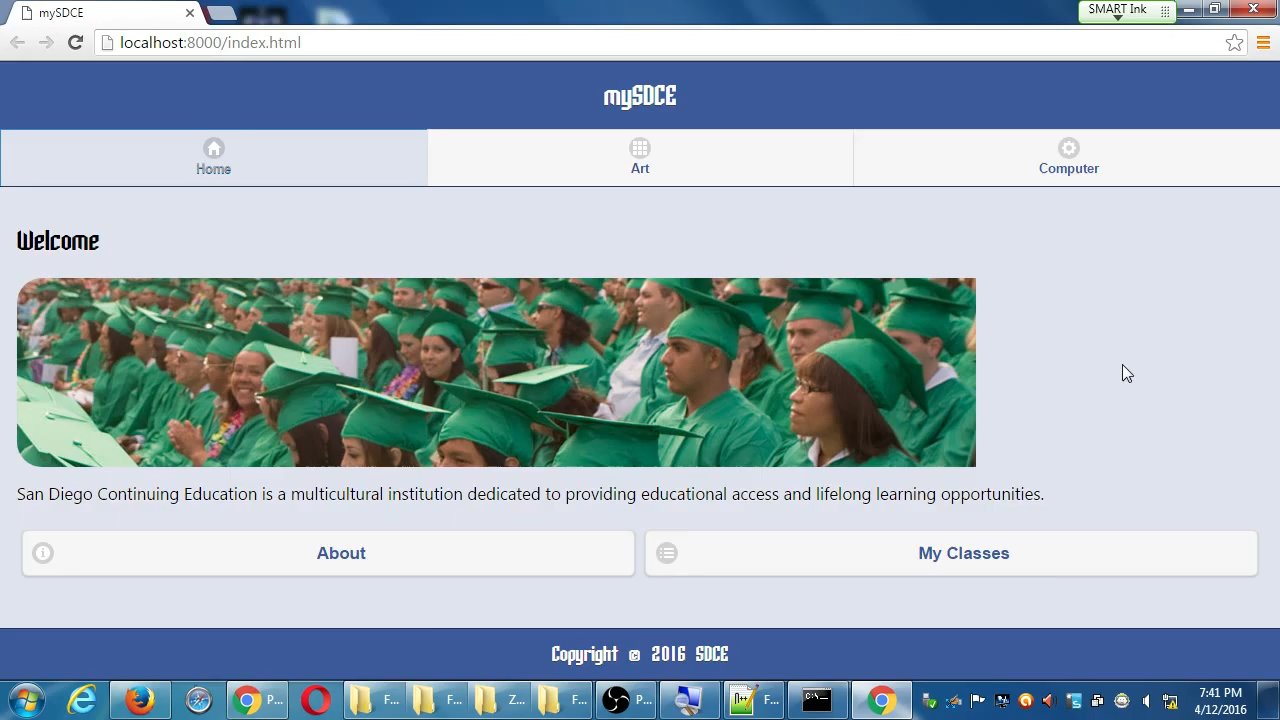 mySDCE
SMART Ink
localhost:8000/index.html
mySDCE
Home
Art
Computer
Welcome
San Diego Continuing Education is a multicultural institution dedicated to providing educational access and lifelong learning opportunities.
About
My Classes
Copyright © 2016 SDCE
P... F... F... Z... F... P... F...
7:41 PM
4/12/2016